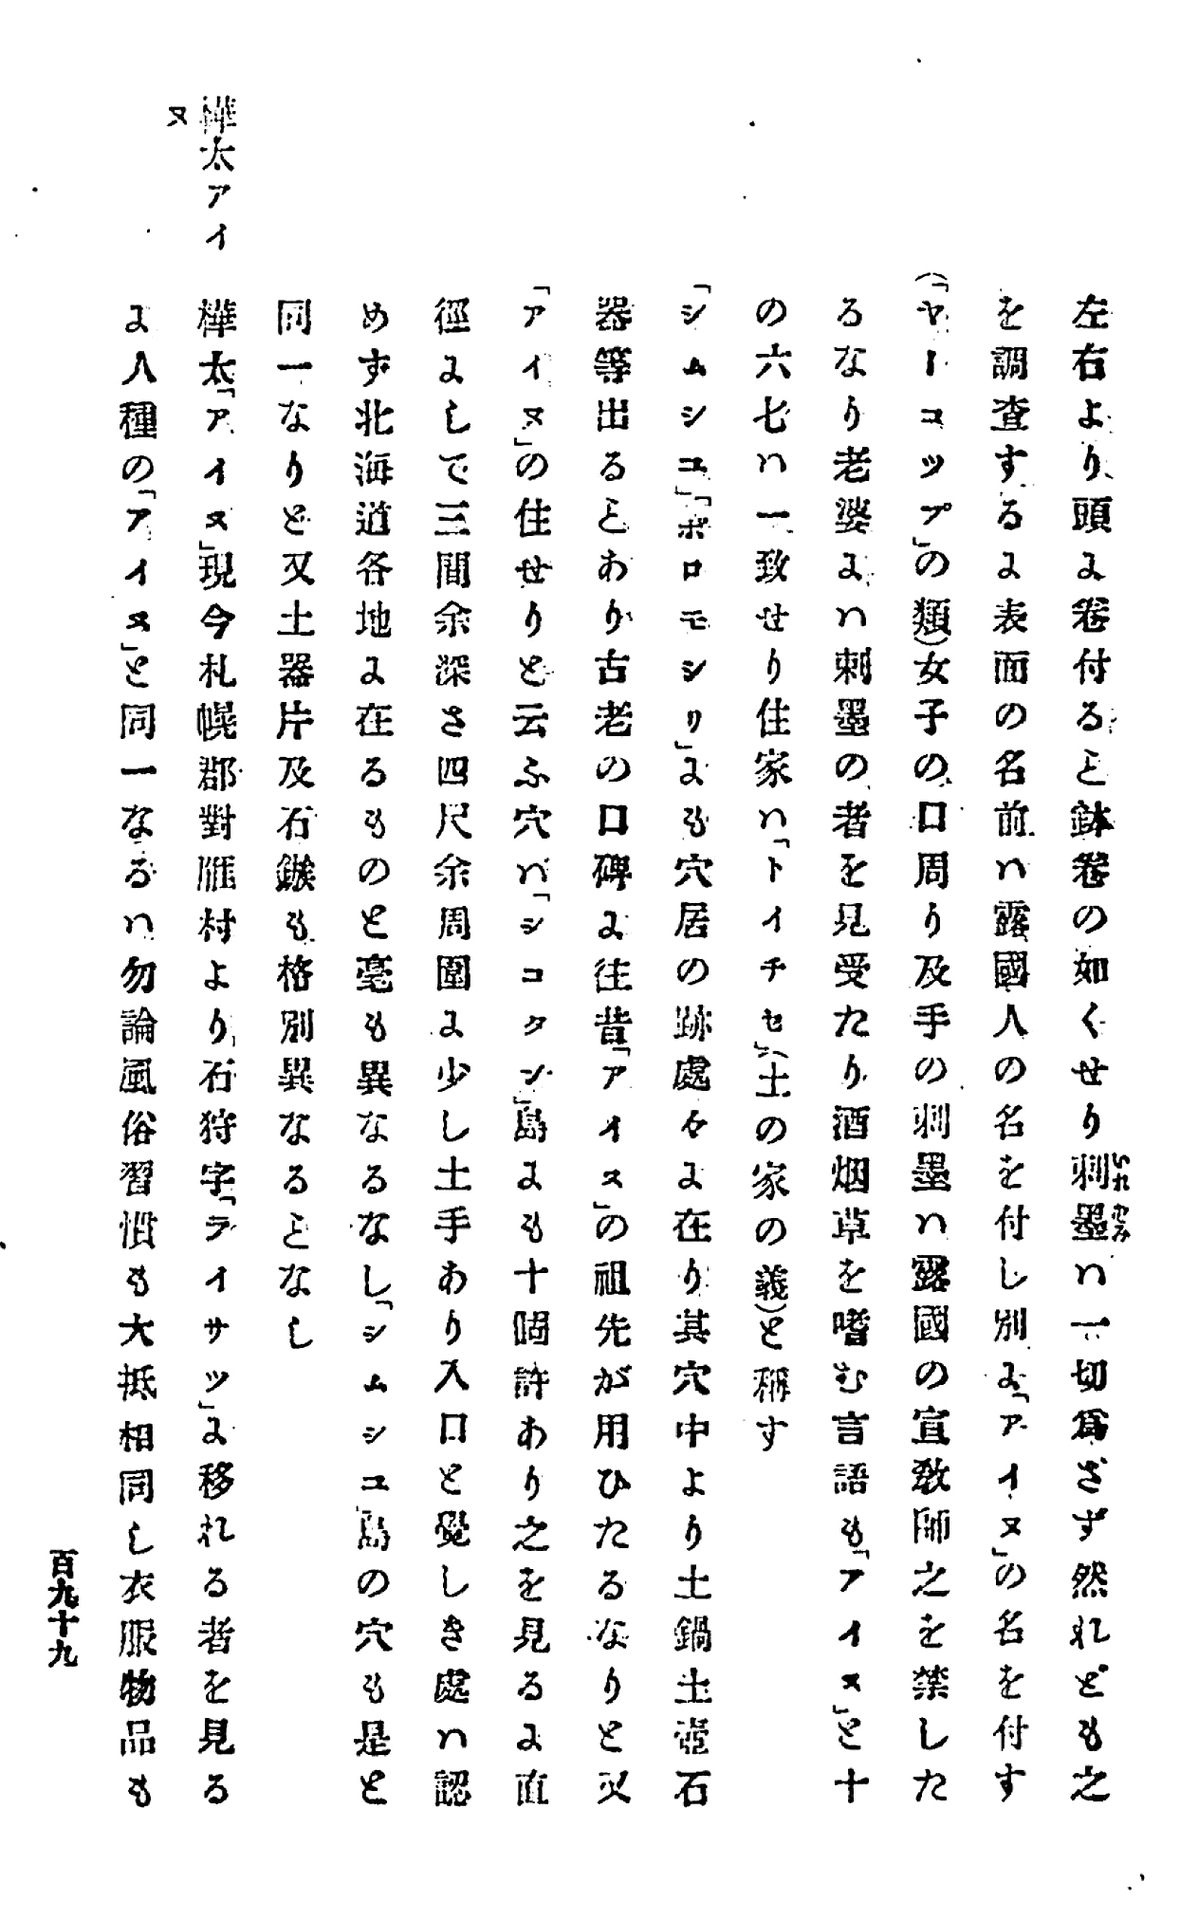 左右より頭に卷付ること鉢卷の如くせり刺墨は一切爲さず然れども之
いれ ずみ
を調査するに表面の名前は露國人の名を付し別に「アイヌ」の名を付す
(「ヤーコツプ」の類)女子の口周り及手の刺墨は露國の宣敎師之を禁した
るなり老婆には刺墨の者を見受たり酒烟草を嗜む言語も「アイヌ」と十
の六七は一致せり住家は「トイチセ」(土の家の義)と稱す
「シムシユ」「ポロモシリ」にも穴居の跡處々に在り其穴中より土鍋土壺石
器等出ることあり古老の口碑に往昔「アイヌ」の祖先が用ひたるなりと又
「アイヌ」の住せりと云ふ穴は「シコタン」島にも十個許あり之を見るに直
徑にして三間余深さ四尺余周圍に少し土手あり入口と覺しき處は認
めず北海道各地に在るものと毫も異なるなし「シムシユ」島の穴も是と
同一なりと又土器片及石鏃も格別異なることなし
樺太アイ
ヌ
樺太「アイヌ」現今札幌郡對雁村より石狩字「ライサツ」に移れる者を見る
に人種の「アイヌ」と同一なるは勿論風俗習慣も大抵相同し衣服物品も
百九十九